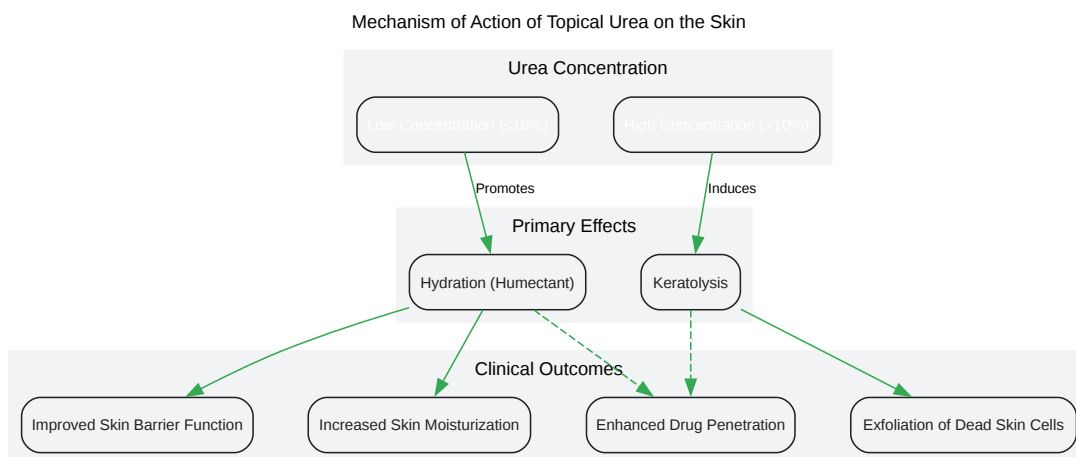 Mechanism of Action of Topical Urea on the Skin
Urea Concentration
Low Concentration (≤10%)
High Concentration (>10%)
Promotes
Induces
Primary Effects
Hydration (Humectant)
Keratolysis
Clinical Outcomes
Improved Skin Barrier Function
Increased Skin Moisturization
Enhanced Drug Penetration
Exfoliation of Dead Skin Cells